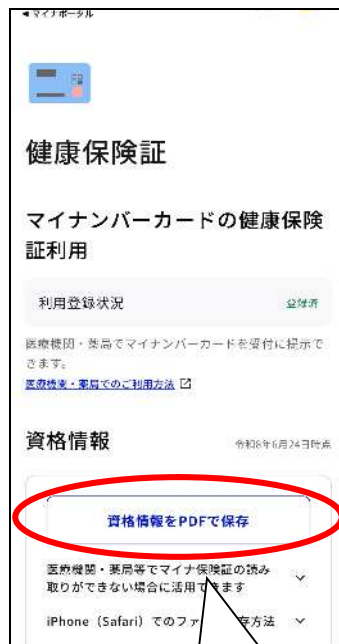 ◀マイナポータル
健康保険証
マイナンバーカードの健康保険
証利用
利用登録状況 登録済
医療機関・薬局でマイナンバーカードを受付に提示で
きます。
医療機関・薬局でのご利用方法
資格情報 令和8年6月24日時点
資格情報をPDFで保存
医療機関・薬局等でマイナ保険証の読み
取りができない場合に活用できます
iPhone（Safari）でのファ 存方法